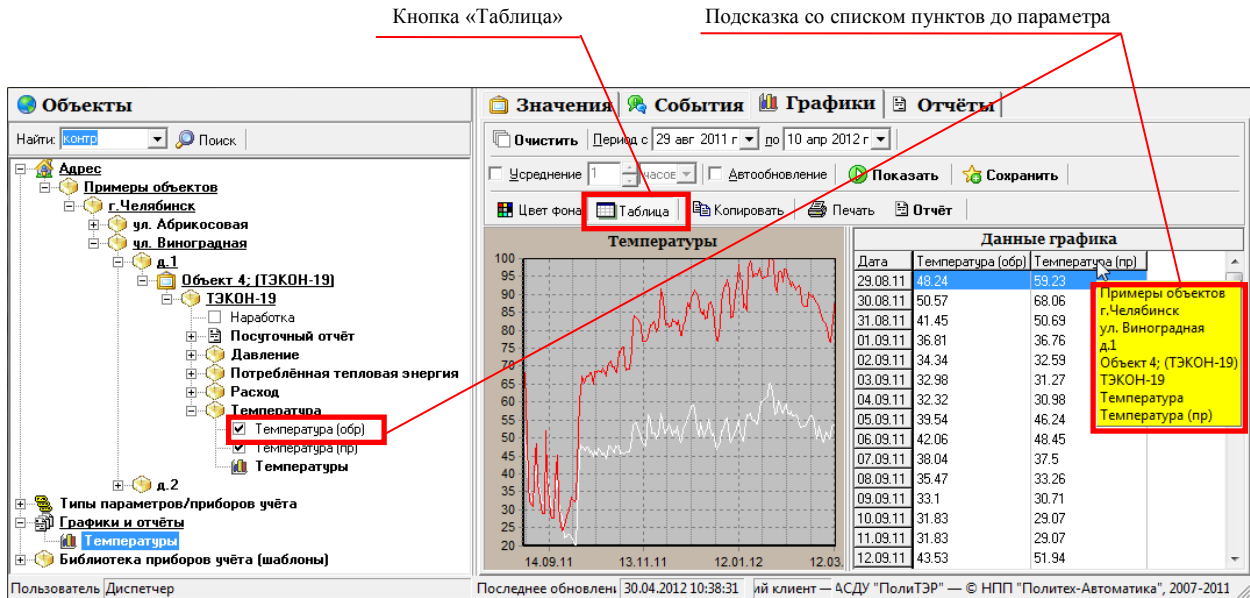 Кнопка «Таблица»
Подсказка со списком пунктов до параметра
Объекты
Найти: контр Поиск
Адрес
Примеры объектов
г.Челябинск
ул. Абрикосовая
ул. Виноградная
д.1
Объект 4; (ТЭКОН-19)
ТЭКОН-19
Наработка
Посуточный отчёт
Давление
Потреблённая тепловая энергия
Расход
Температура
Температура (обр)
Температура (пр)
Температуры
д.2
Типы параметров/приборов учёта
Графики и отчёты
Температуры
Библиотека приборов учёта (шаблоны)
Значения События Графики Отчёты
Очистить Период с 29 авг 2011 г по 10 апр 2012 г
Усреднение 1 часов Автообновление Показать Сохранить
Цвет фона Таблица Копировать Печать Отчёт
Температуры
100
95
90
85
80
75
70
65
60
55
50
45
40
35
30
25
20
14.09.11 13.11.11 12.01.12 12.03.
Данные графика
Дата Температура (обр) Температура (пр)
29.08.11 48.24 59.23
30.08.11 50.57 68.06
31.08.11 41.45 50.69
01.09.11 36.81 36.76
02.09.11 34.34 32.59
03.09.11 32.98 31.27
04.09.11 32.32 30.98
05.09.11 39.54 46.24
06.09.11 42.06 48.45
07.09.11 38.04 37.5
08.09.11 35.47 33.26
09.09.11 33.1 30.71
10.09.11 31.83 29.07
11.09.11 31.83 29.07
12.09.11 43.53 51.94
Примеры объектов
г.Челябинск
ул. Виноградная
д.1
Объект 4; (ТЭКОН-19)
ТЭКОН-19
Температура
Температура (пр)
Пользователь Диспетчер
Последнее обновлен 30.04.2012 10:38:31 ий клиент — АСДУ "ПолиТЭР" — © НПП "Политех-Автоматика", 2007-2011